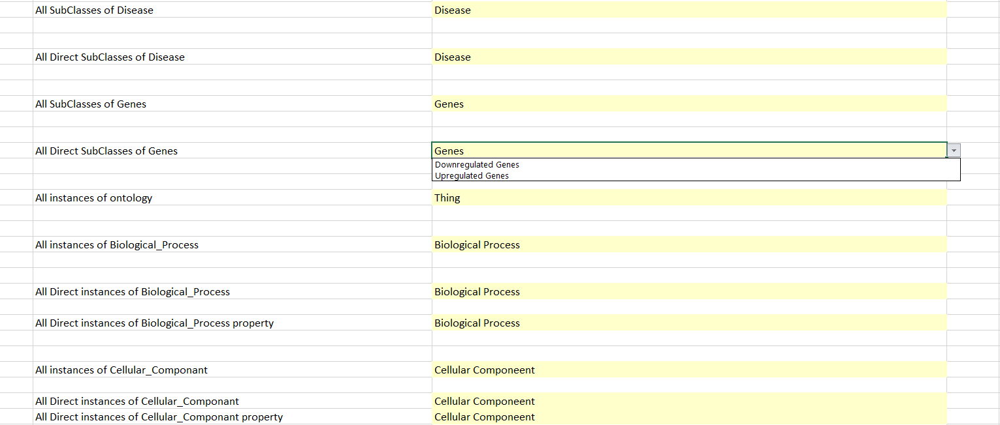 All SubClasses of Disease Disease
All Direct SubClasses of Disease Disease
All SubClasses of Genes Genes
All Direct SubClasses of Genes Genes
Downregulated Genes
Upregulated Genes
All instances of ontology Thing
All instances of Biological_Process Biological Process
All Direct instances of Biological_Process Biological Process
All Direct instances of Biological_Process property Biological Process
All instances of Cellular_Componant Cellular Componeent
All Direct instances of Cellular_Componant Cellular Componeent
All Direct instances of Cellular_Componant property Cellular Componeent